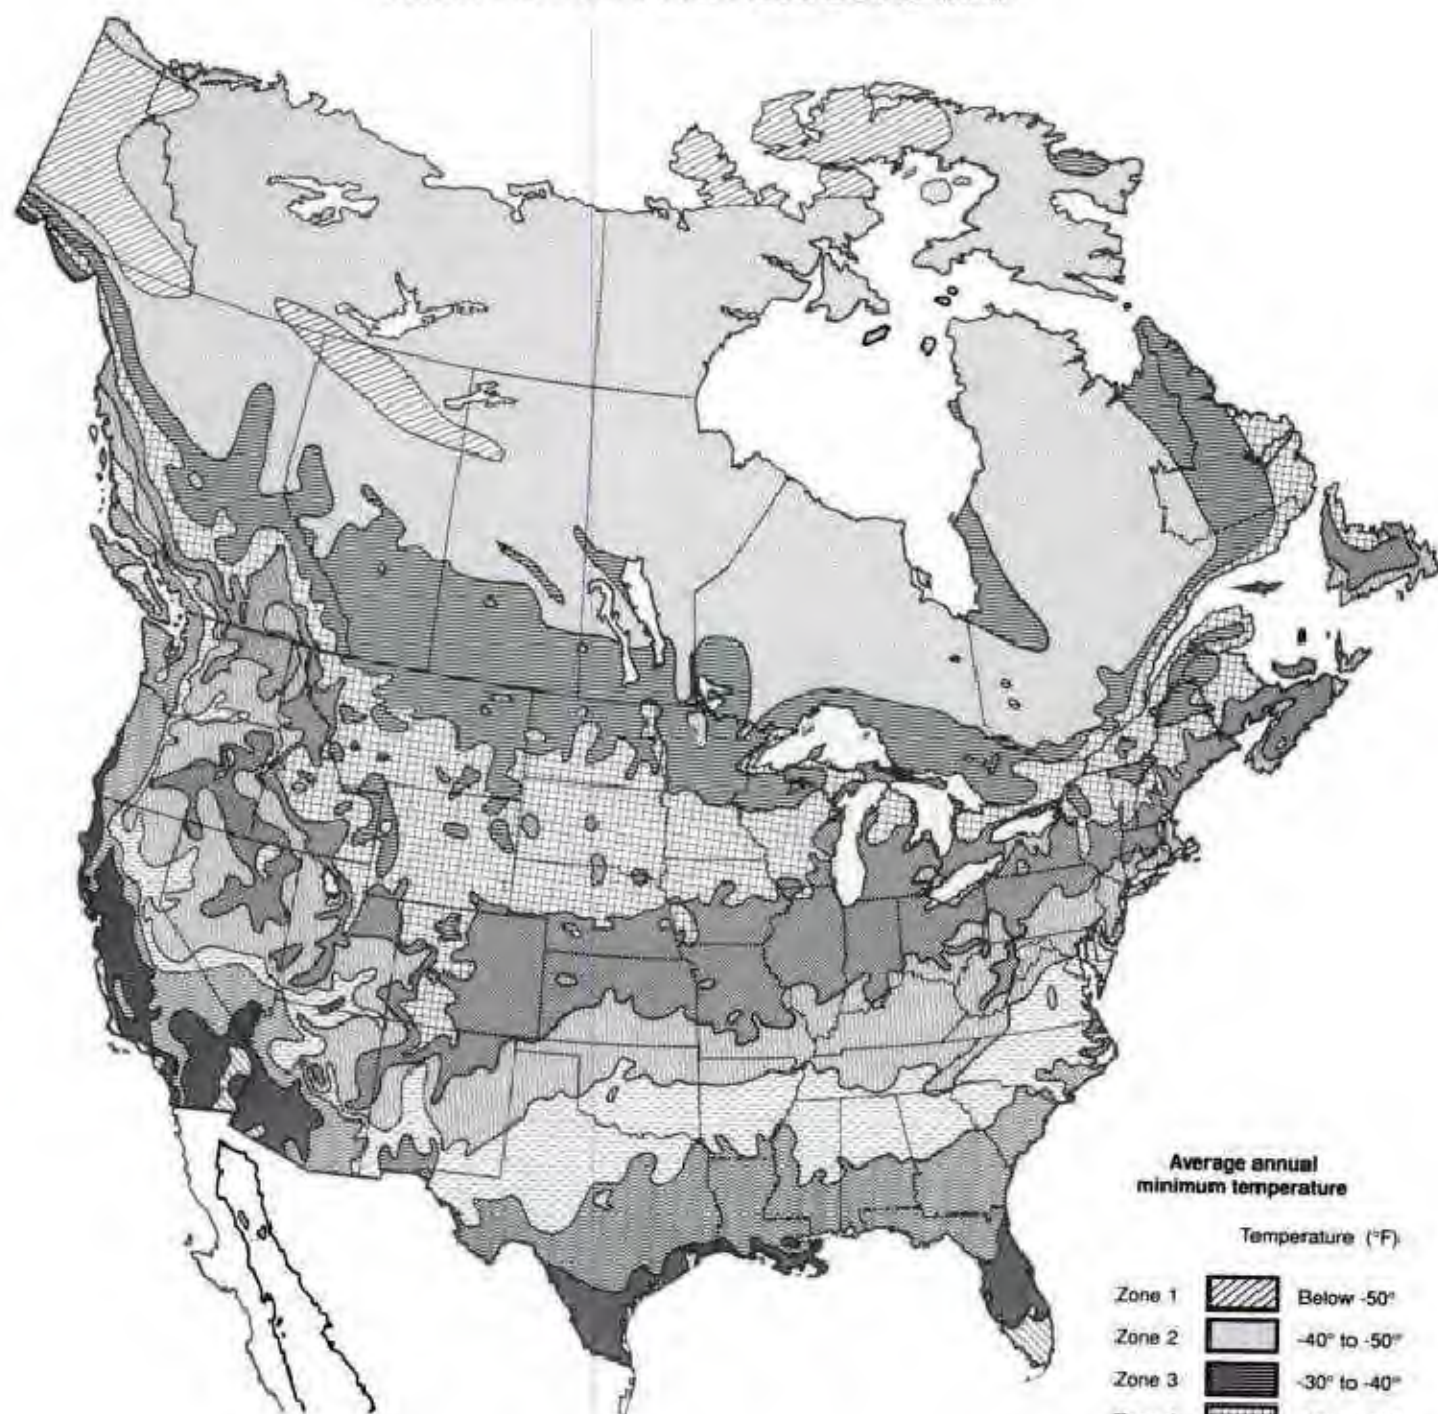 Average annual
minimum temperature
Temperature (°F)
Zone 1 Below -50°
Zone 2 -40° to -50°
Zone 3 -30° to -40°